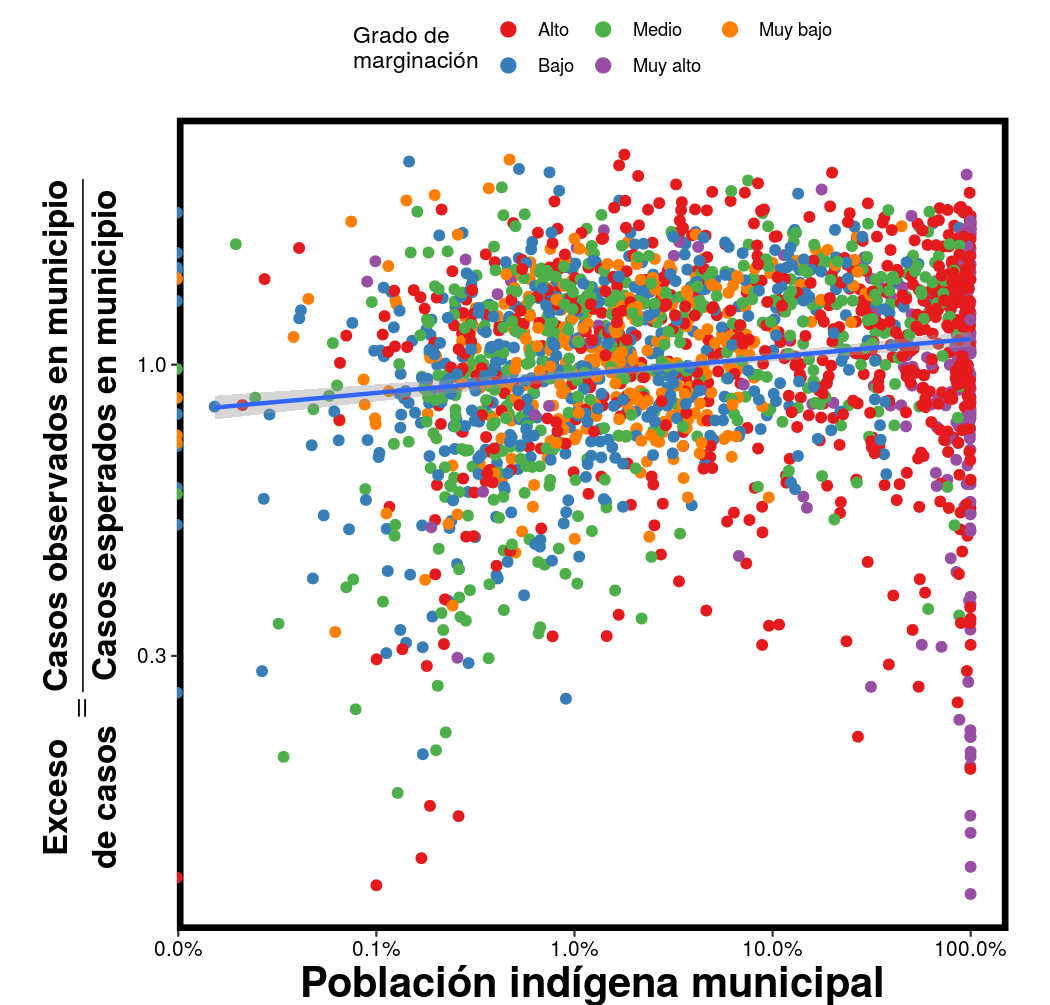 Grado de
marginación
Alto
Medio
Muy bajo
Bajo
Muy alto
Exceso
de casos
=
Casos observados en municipio
Casos esperados en municipio
1.0
0.3
0.0%
0.1%
1.0%
10.0%
100.0%
Población indígena municipal